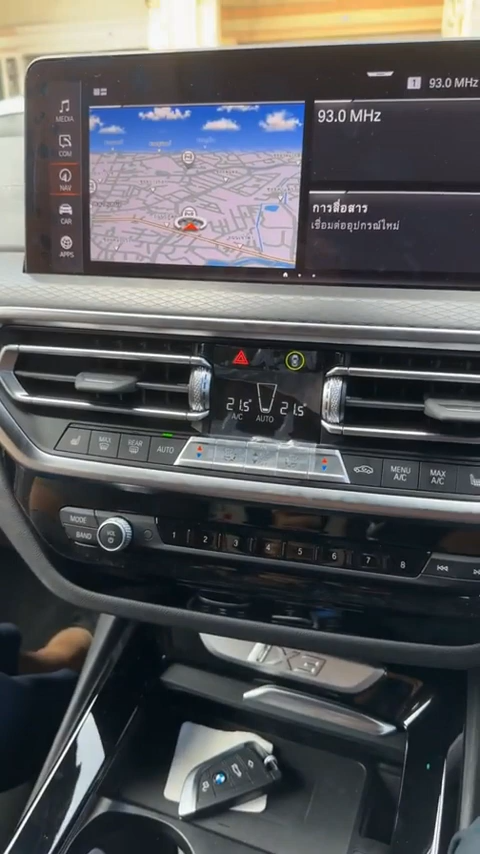 1 93.0 MHz
MEDIA
COM
NAV
CAR
APPS
93.0 MHz
การสื่อสาร
เชื่อมต่ออุปกรณ์ใหม่
21.5°
21.5°
A/C
AUTO
MAX
REAR
AUTO
MENU A/C
MAX A/C
MODE
BAND
1 2 3 4 5 6 7 8
X3